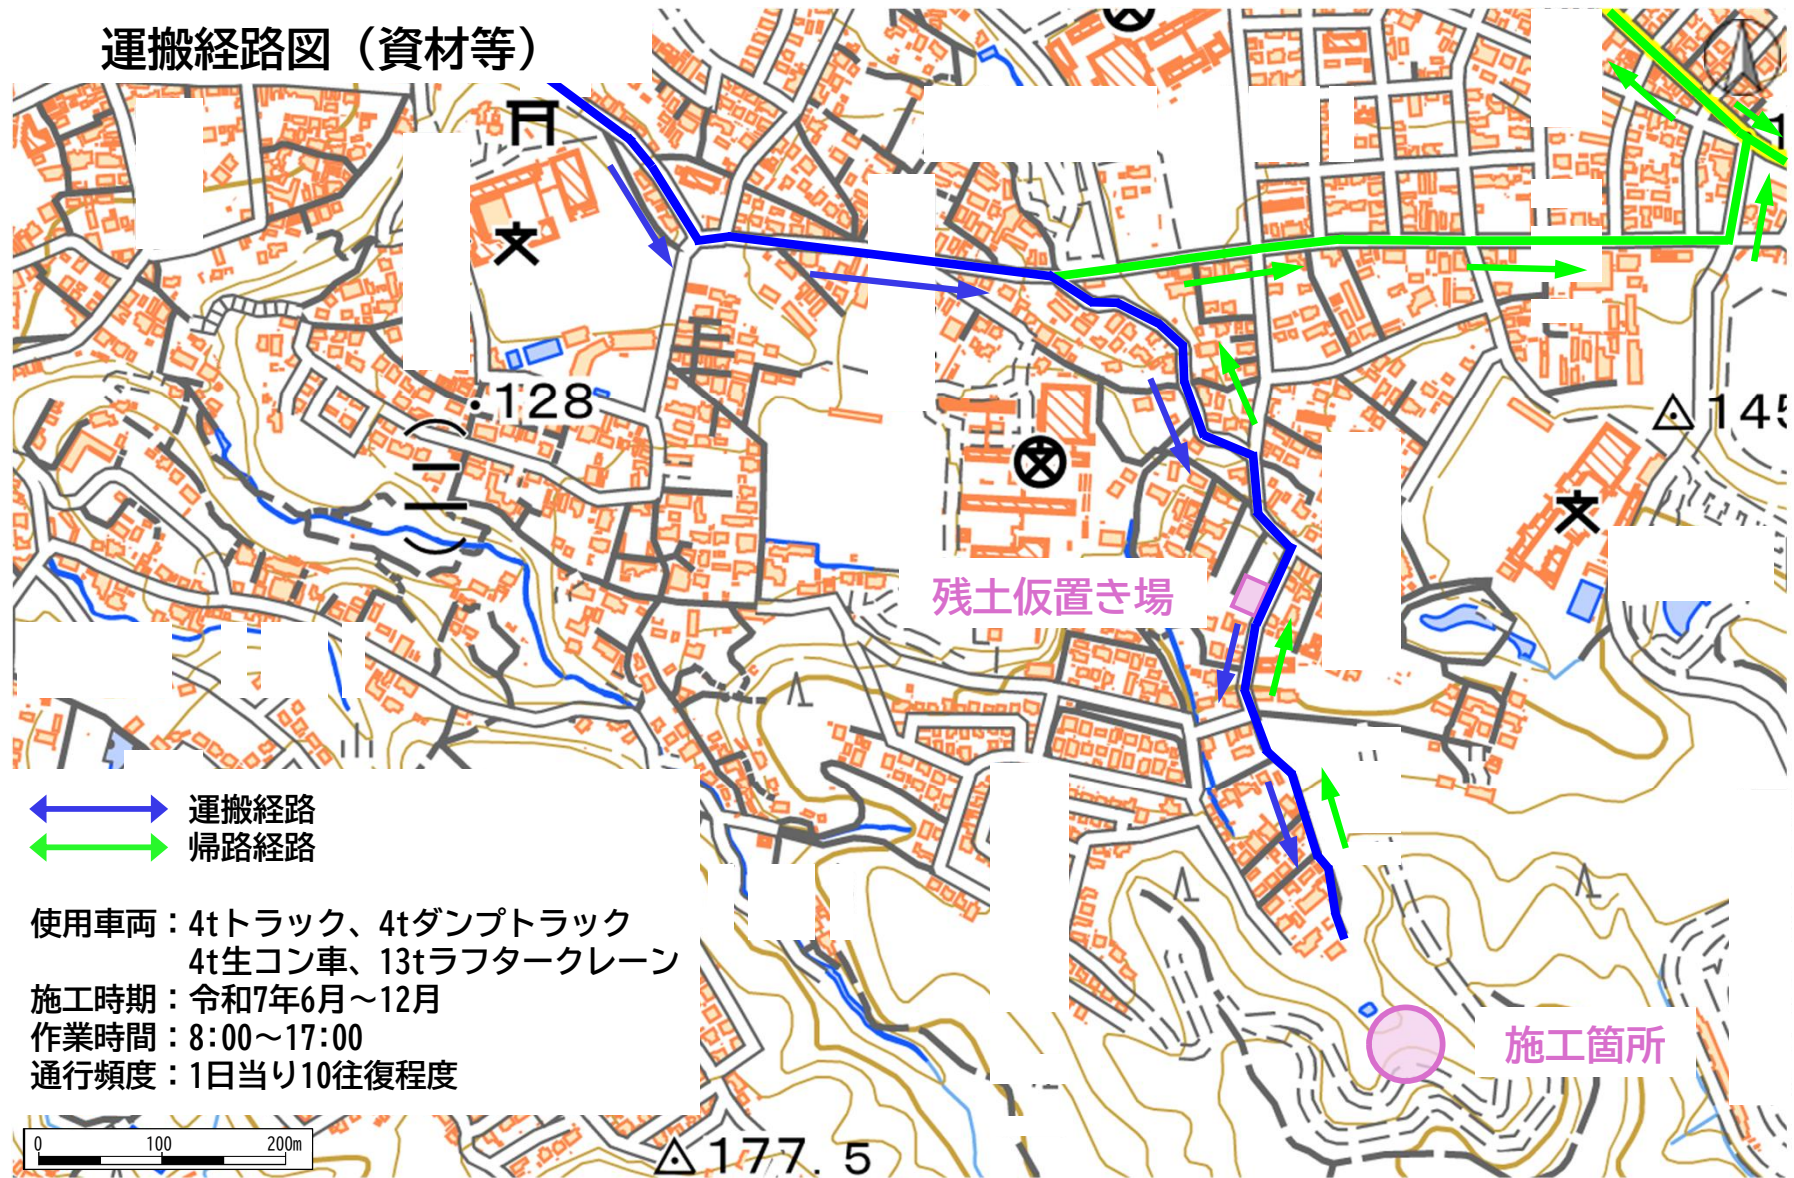 運搬経路図（資材等）
128
145
残土仮置き場
運搬経路
帰路経路
使用車両：4tトラック、4tダンプトラック
4t生コン車、13tラフタークレーン
施工時期：令和7年6月～12月
作業時間：8:00～17:00
通行頻度：1日当り10往復程度
施工箇所
0 100 200m
177.5